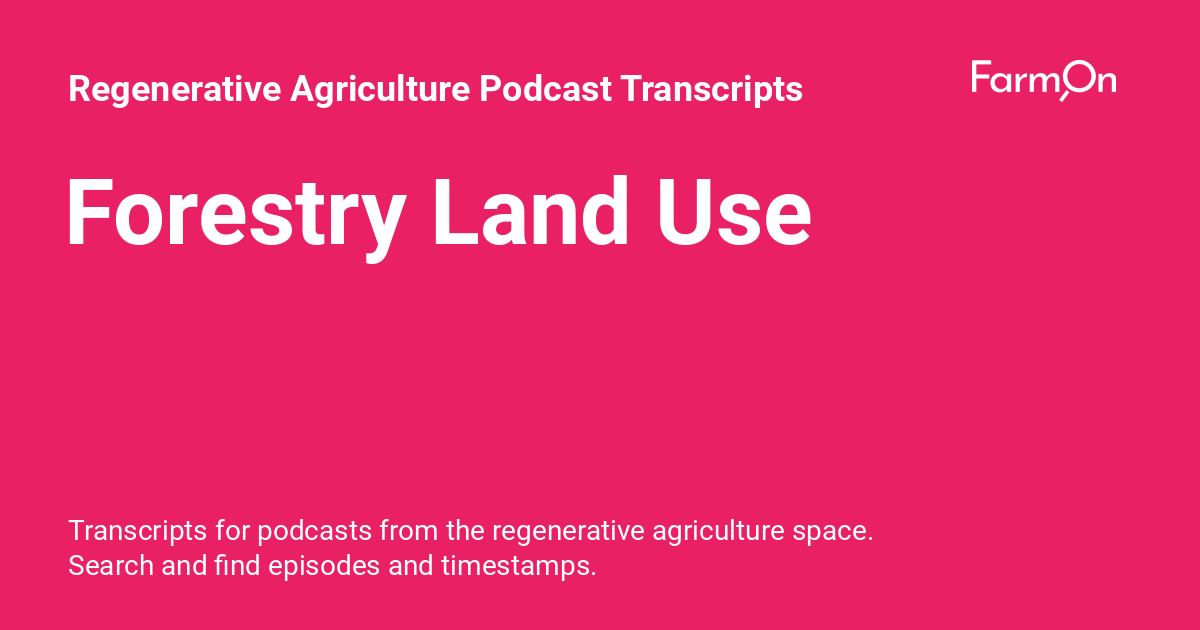 Regenerative Agriculture Podcast Transcripts
FarmOn
Forestry Land Use
Transcripts for podcasts from the regenerative agriculture space.
Search and find episodes and timestamps.